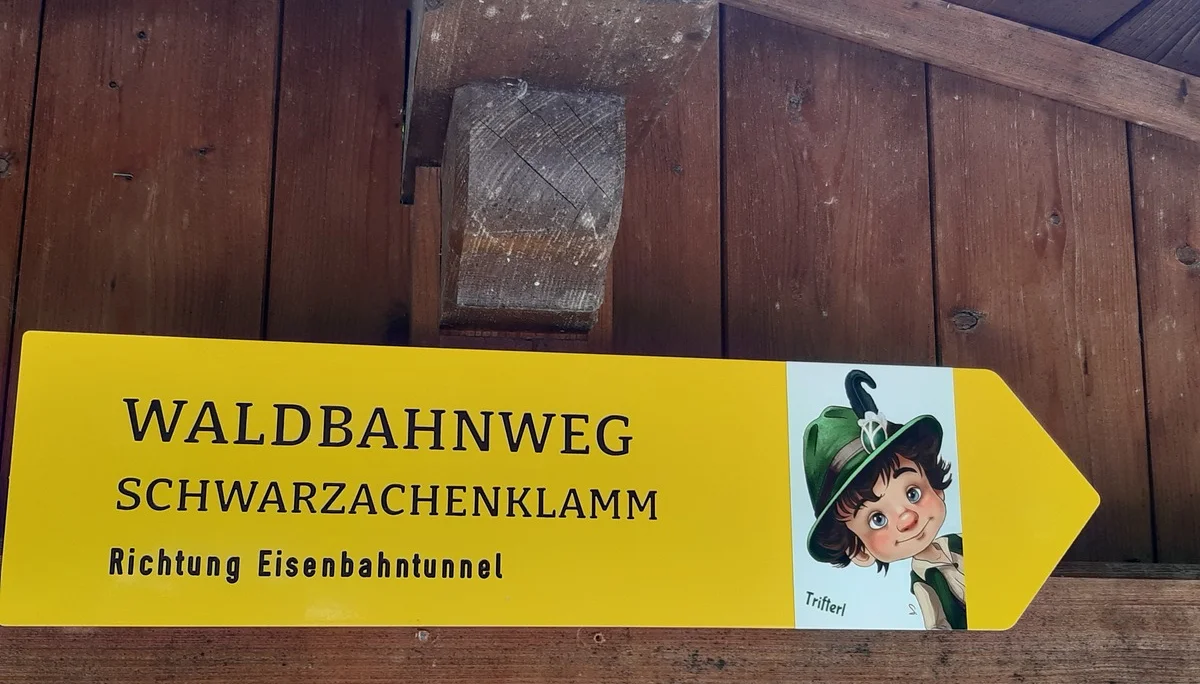 WALDBAHNWEG
SCHWARZACHENKLAMM
Richtung Eisenbahntunnel
Trifterl